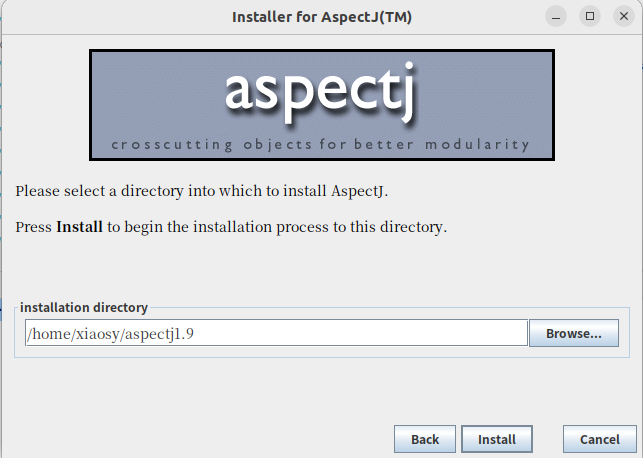 Installer for AspectJ(TM)
aspectj
crosscutting objects for better modularity
Please select a directory into which to install AspectJ.
Press Install to begin the installation process to this directory.
installation directory
/home/xiaosy/aspectj1.9
Browse...
Back
Install
Cancel